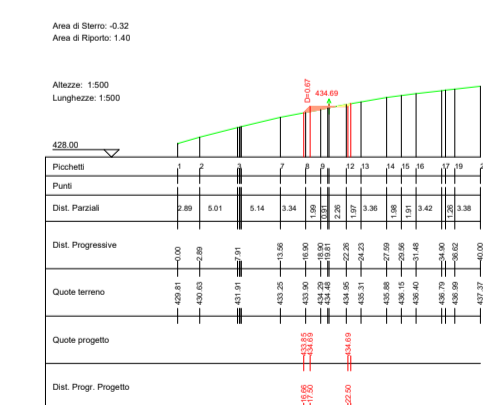 Area di Sterro: -0.32
Area di Riporto: 1.40
Altezze: 1:500
Lunghezze: 1:500
D=0.67
434.69
428.00
Picchetti 1 2 3 7 8 9 12 13 14 15 16 17 19 2
Punti
Dist. Parziali 2.89 5.01 5.14 3.34 1.99 0.91 2.26 1.97 3.36 1.98 1.91 3.42 1.26 3.38
Dist. Progressive 0.00 2.89 7.91 13.56 16.90 18.90 19.81 22.26 24.23 27.59 29.56 31.48 34.90 36.62 40.00
Quote terreno 429.81 430.63 431.91 433.25 433.90 434.29 434.48 434.95 435.31 435.88 436.15 436.40 436.79 436.99 437.37
Quote progetto 433.85 434.69 434.69
Dist. Progr. Progetto 16.66 17.50 22.50